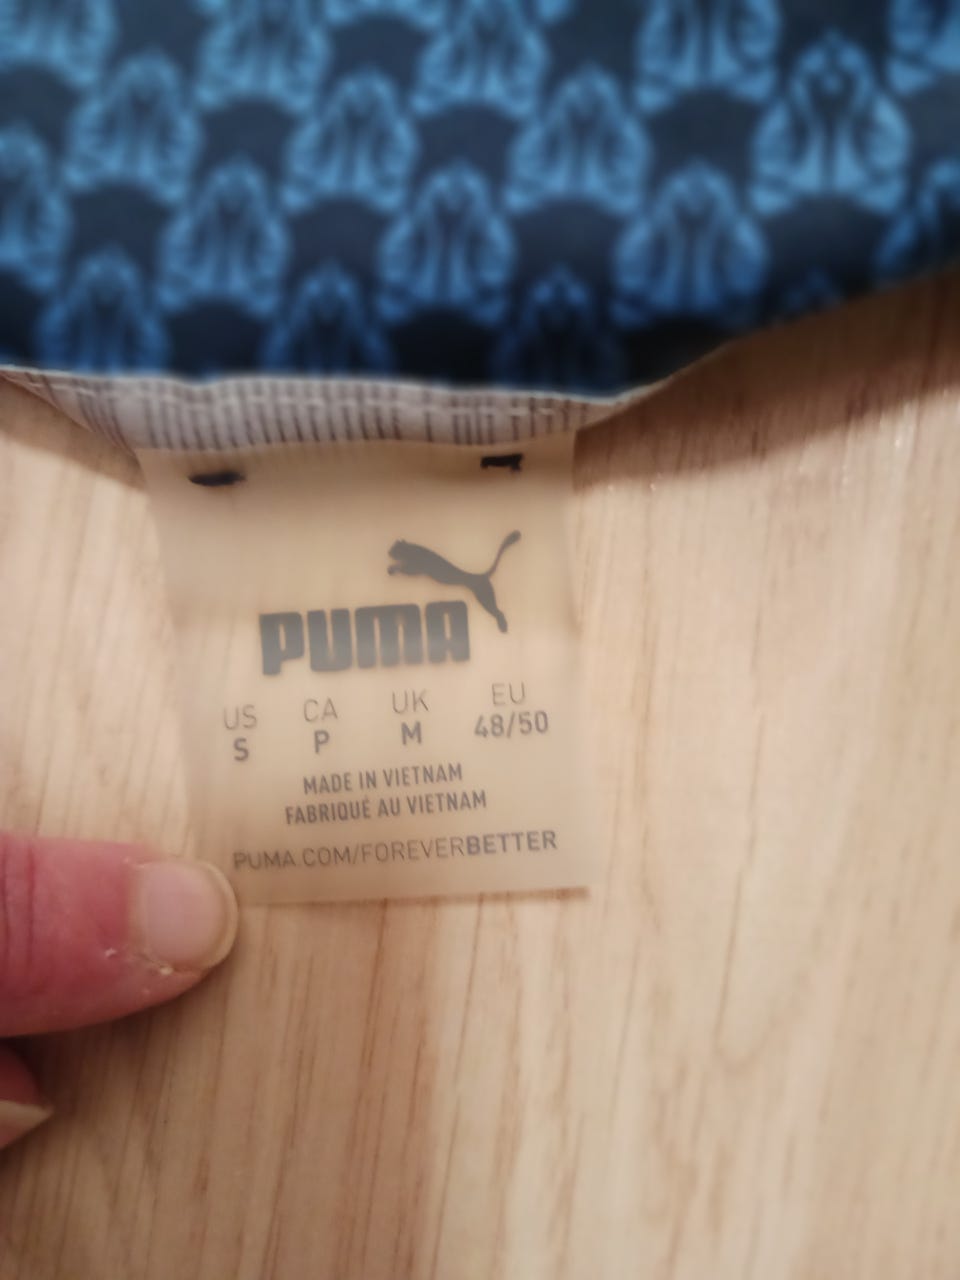 PUMA
US CA UK EU
S P M 48/50
MADE IN VIETNAM
FABRIQUÉ AU VIETNAM
PUMA.COM/FOREVERBETTER